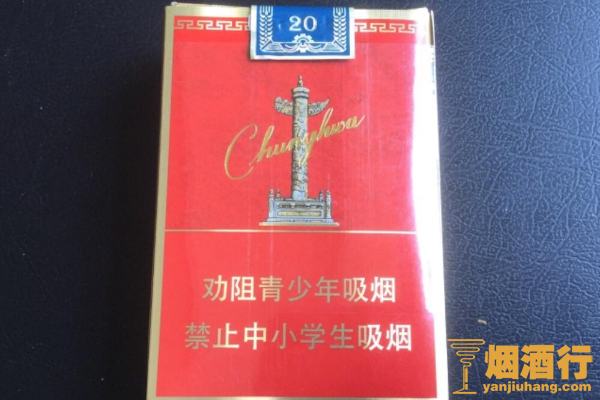 20
Chunghwa
劝阻青少年吸烟
禁止中小学生吸烟
烟酒行
yanjiuhang.com